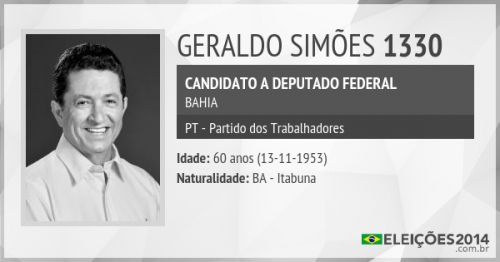 GERALDO SIMÕES 1330
CANDIDATO A DEPUTADO FEDERAL
BAHIA
PT - Partido dos Trabalhadores
Idade: 60 anos (13-11-1953)
Naturalidade: BA - Itabuna
ELEIÇÕES2014
.com.br